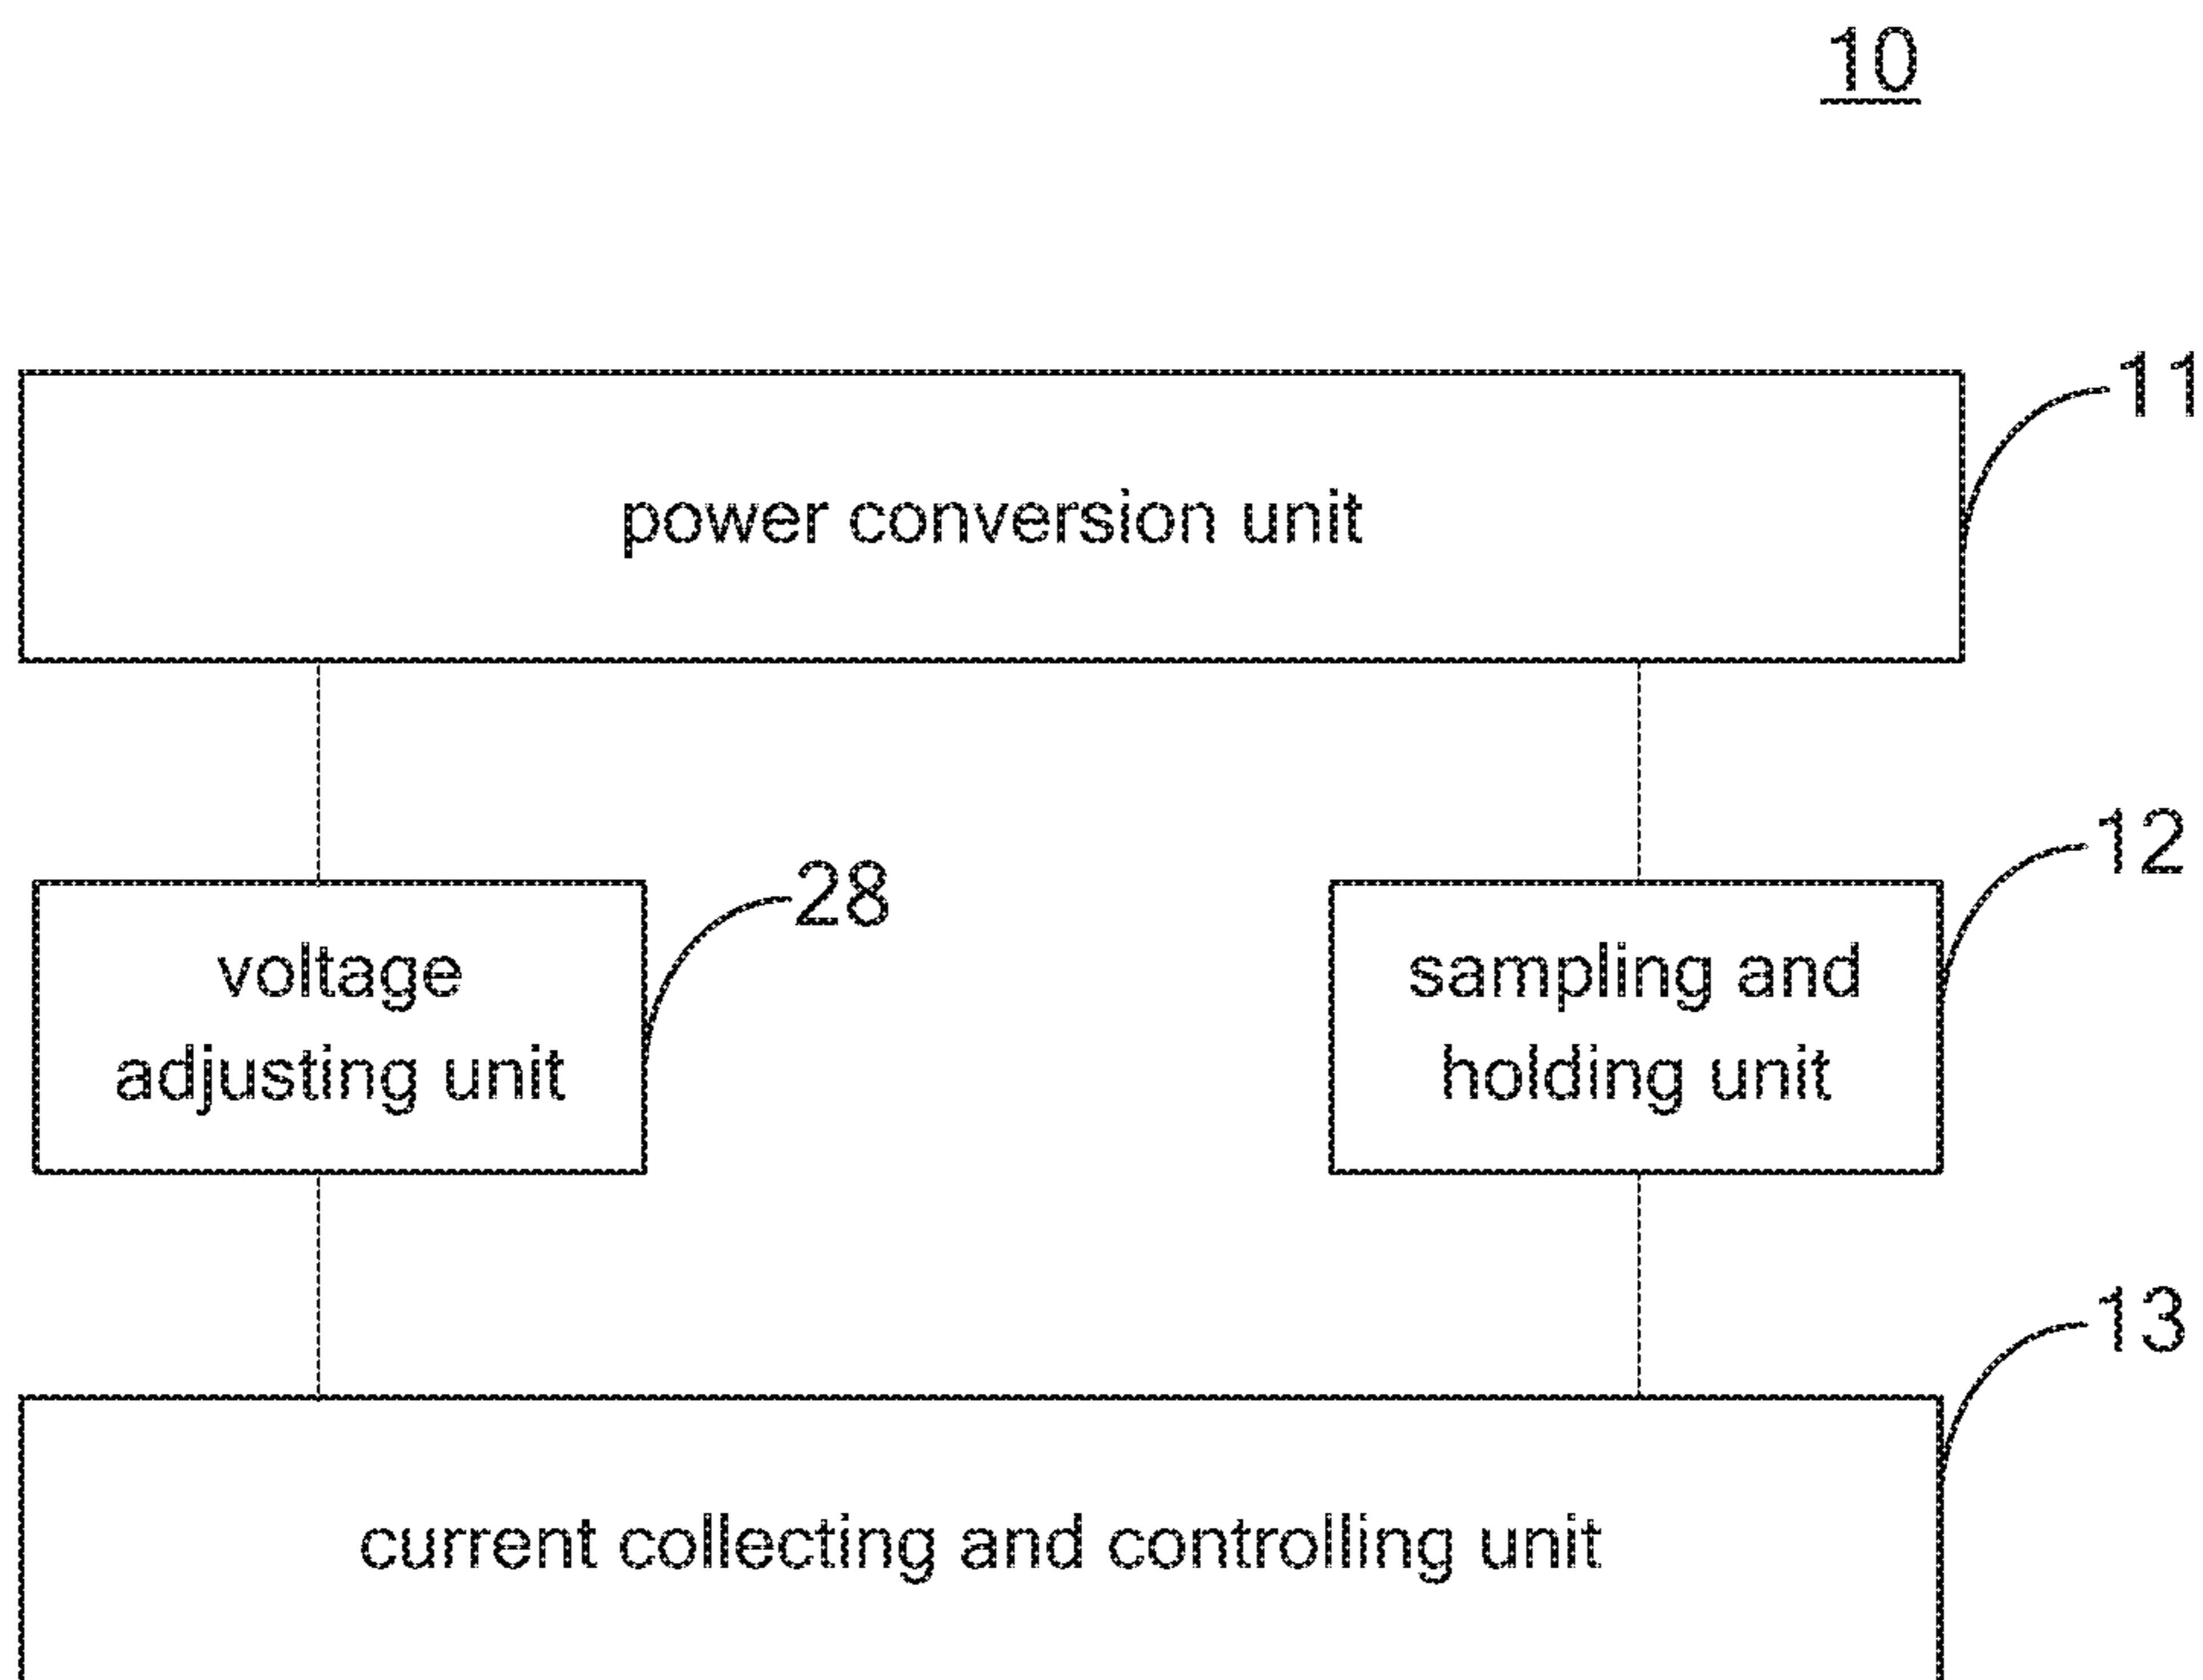 10
11
power conversion unit
12
28
voltage
adjusting unit
sampling and
holding unit
13
current collecting and controlling unit